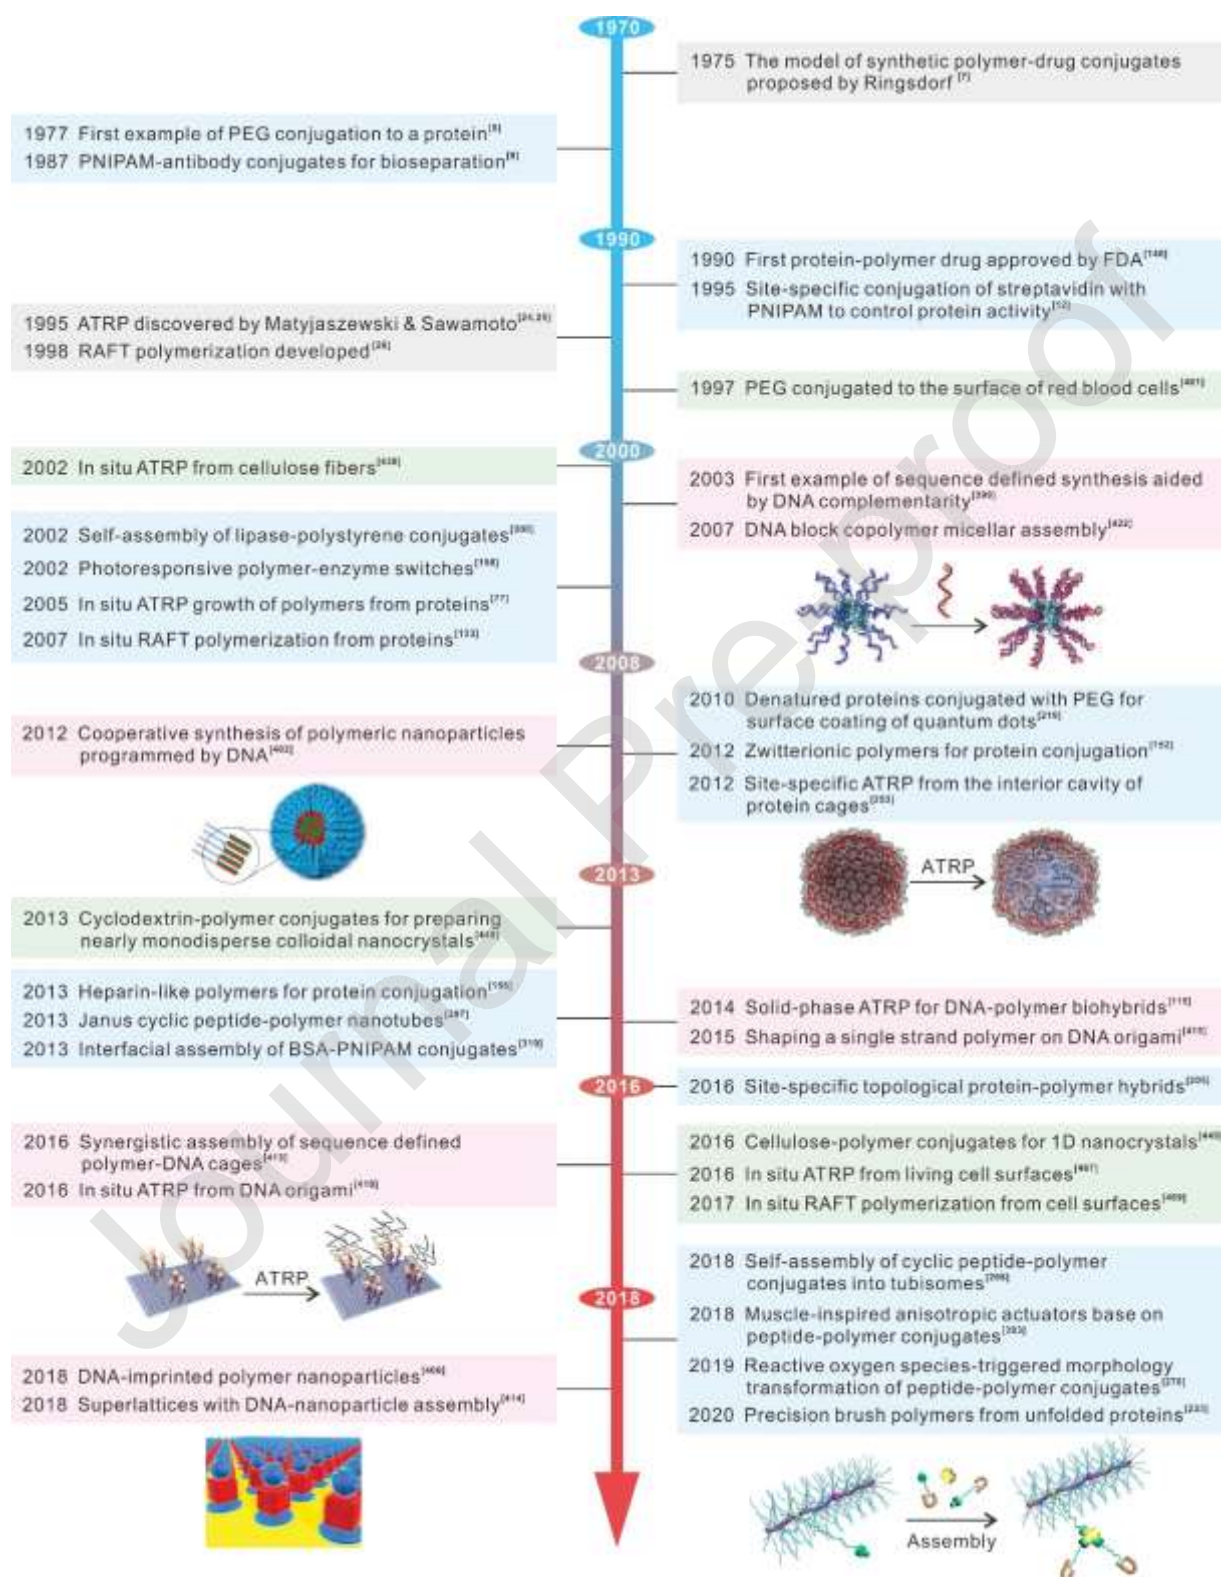 1970
1975 The model of synthetic polymer-drug conjugates
proposed by Ringsdorf [7]
1977 First example of PEG conjugation to a protein
1987 PNIPAM-antibody conjugates for bioseparation
1990
1990 First protein-polymer drug approved by FDA
1995 Site-specific conjugation of streptavidin with
PNIPAM to control protein activity
1995 ATRP discovered by Matyjaszewski & Sawamoto
1998 RAFT polymerization developed
1997 PEG conjugated to the surface of red blood cells
2000
2002 In situ ATRP from cellulose fibers
2003 First example of sequence defined synthesis aided
by DNA complementarity
2007 DNA block copolymer micellar assembly
2002 Self-assembly of lipase-polystyrene conjugates
2002 Photoresponsive polymer-enzyme switches
2005 In situ ATRP growth of polymers from proteins[77]
2007 In situ RAFT polymerization from proteins
2008
2010 Denatured proteins conjugated with PEG for
surface coating of quantum dots
2012 Zwitterionic polymers for protein conjugation
2012 Site-specific ATRP from the interior cavity of
protein cages
2012 Cooperative synthesis of polymeric nanoparticles
programmed by DNA
ATRP
2013
2013 Cyclodextrin-polymer conjugates for preparing
nearly monodisperse colloidal nanocrystals
2013 Heparin-like polymers for protein conjugation
2013 Janus cyclic peptide-polymer nanotubes
2013 Interfacial assembly of BSA-PNIPAM conjugates
2014 Solid-phase ATRP for DNA-polymer biohybrids
2015 Shaping a single strand polymer on DNA origami
2016
2016 Site-specific topological protein-polymer hybrids
2016 Synergistic assembly of sequence defined
polymer-DNA cages
2016 In situ ATRP from DNA origami
2016 Cellulose-polymer conjugates for 1D nanocrystals
2016 In situ ATRP from living cell surfaces
2017 In situ RAFT polymerization from cell surfaces
ATRP
2018
2018 Self-assembly of cyclic peptide-polymer
conjugates into tubisomes
2018 Muscle-inspired anisotropic actuators base on
peptide-polymer conjugates
2019 Reactive oxygen species-triggered morphology
transformation of peptide-polymer conjugates
2020 Precision brush polymers from unfolded proteins
2018 DNA-imprinted polymer nanoparticles
2018 Superlattices with DNA-nanoparticle assembly
Assembly
Journal Pre-proof